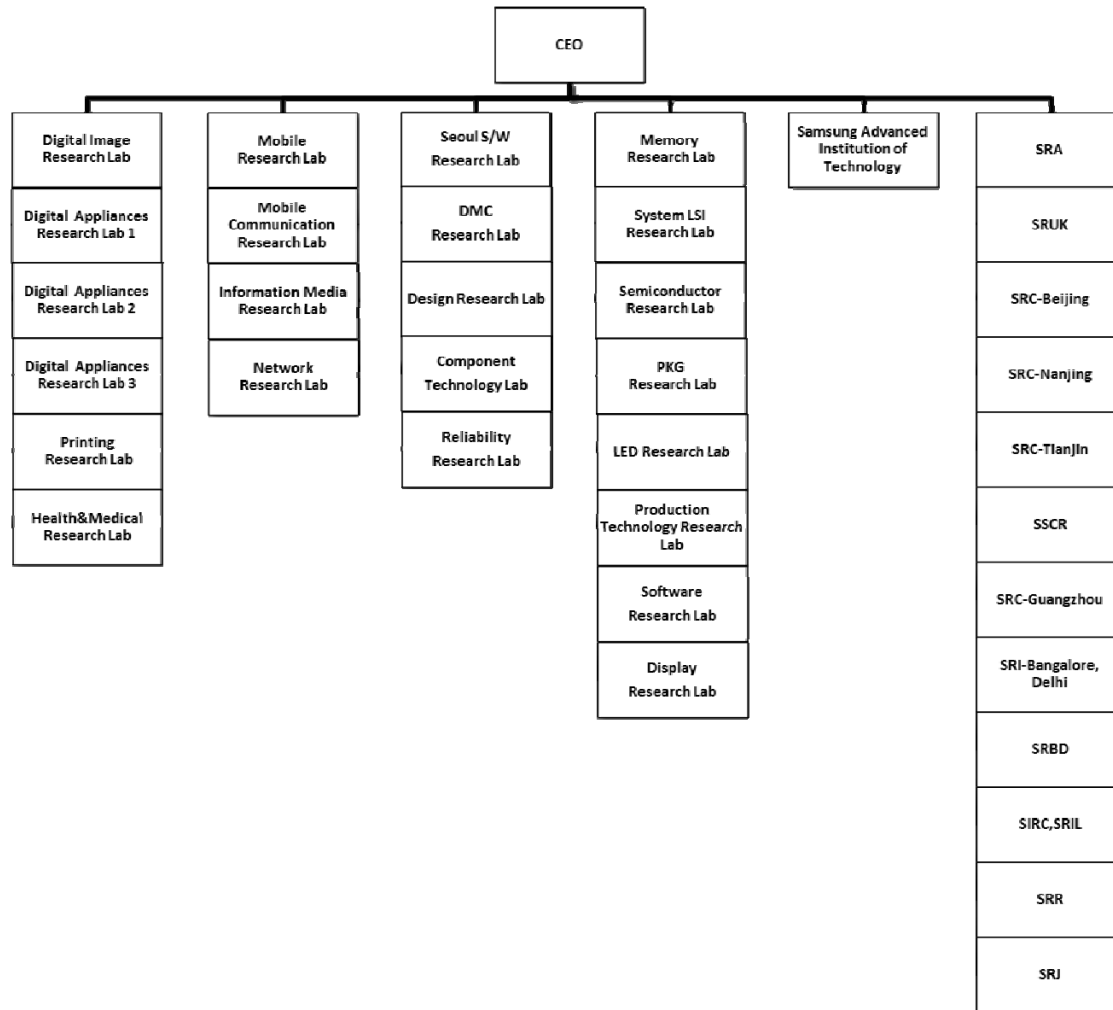 CEO
Digital Image
Research Lab
Digital Appliances
Research Lab 1
Digital Appliances
Research Lab 2
Digital Appliances
Research Lab 3
Printing
Research Lab
Health&Medical
Research Lab
Mobile
Research Lab
Mobile
Communication
Research Lab
Information Media
Research Lab
Network
Research Lab
Seoul S/W
Research Lab
DMC
Research Lab
Design Research Lab
Component
Technology Lab
Reliability
Research Lab
Memory
Research Lab
System LSI
Research Lab
Semiconductor
Research Lab
PKG
Research Lab
LED Research Lab
Production
Technology Research
Lab
Software
Research Lab
Display
Research Lab
Samsung Advanced
Institution of
Technology
SRA
SRUK
SRC-Beijing
SRC-Nanjing
SRC-Tianjin
SSCR
SRC-Guangzhou
SRI-Bangalore,
Delhi
SRBD
SIRC,SRIL
SRR
SRJ